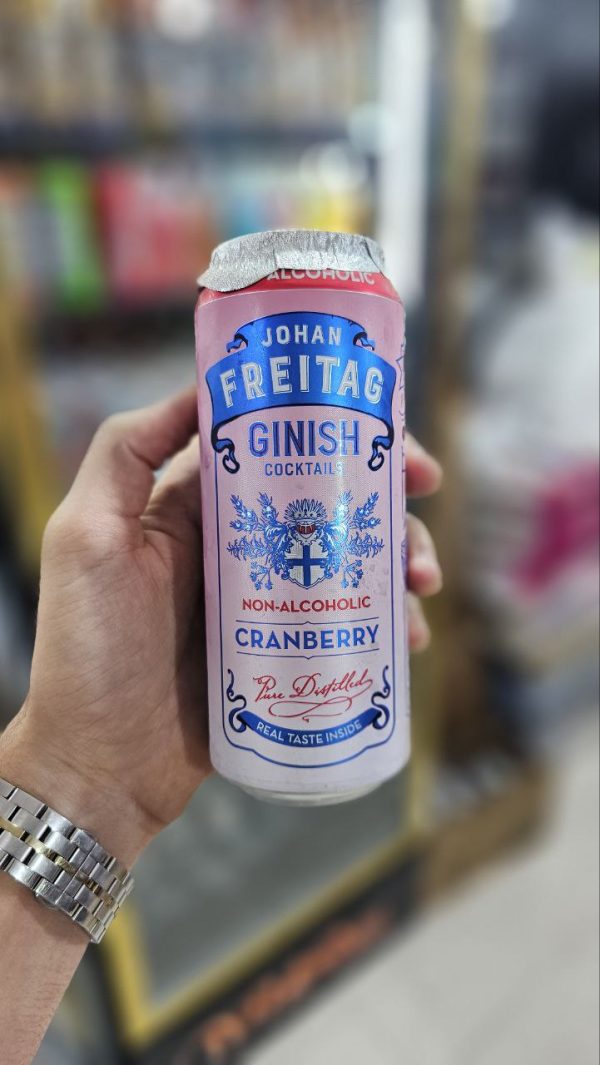 ALCOHOLIC
JOHAN
FREITAG
GINISH
COCKTAILS
NON-ALCOHOLIC
CRANBERRY
Pure Distilled
REAL TASTE INSIDE